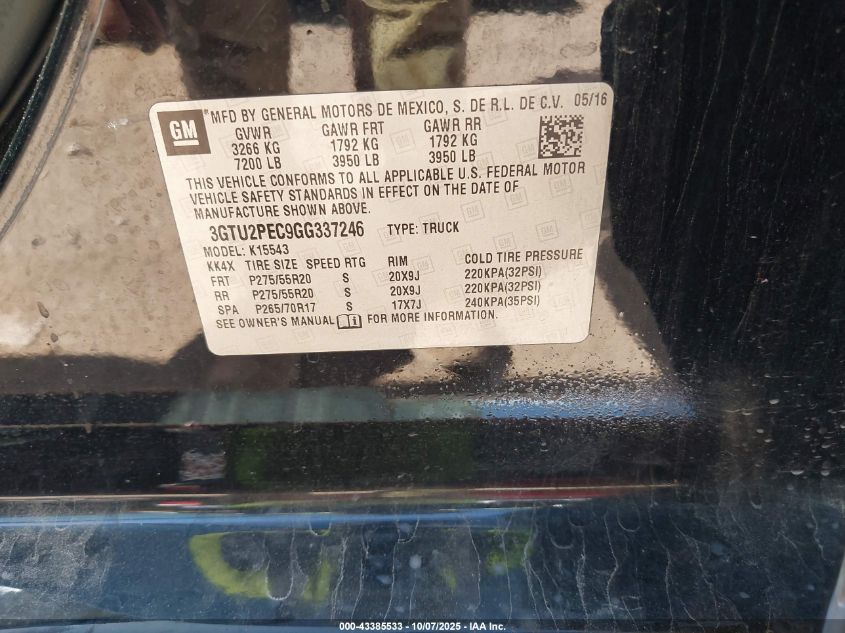 MFD BY GENERAL MOTORS DE MEXICO, S. DE R.L. DE C.V. 05/16
GM
GVWR GAWR FRT GAWR RR
3266 KG 1792 KG 1792 KG
7200 LB 3950 LB 3950 LB
THIS VEHICLE CONFORMS TO ALL APPLICABLE U.S. FEDERAL MOTOR
VEHICLE SAFETY STANDARDS IN EFFECT ON THE DATE OF
MANUFACTURE SHOWN ABOVE.
3GTU2PEC9GG337246 TYPE: TRUCK
MODEL: K15543
KK4X TIRE SIZE SPEED RTG RIM COLD TIRE PRESSURE
FRT P275/55R20 S 20X9J 220KPA(32PSI)
RR P275/55R20 S 20X9J 220KPA(32PSI)
SPA P265/70R17 S 17X7J 240KPA(35PSI)
SEE OWNER'S MANUAL FOR MORE INFORMATION.
000-43385533 - 10/07/2025 - IAA Inc.